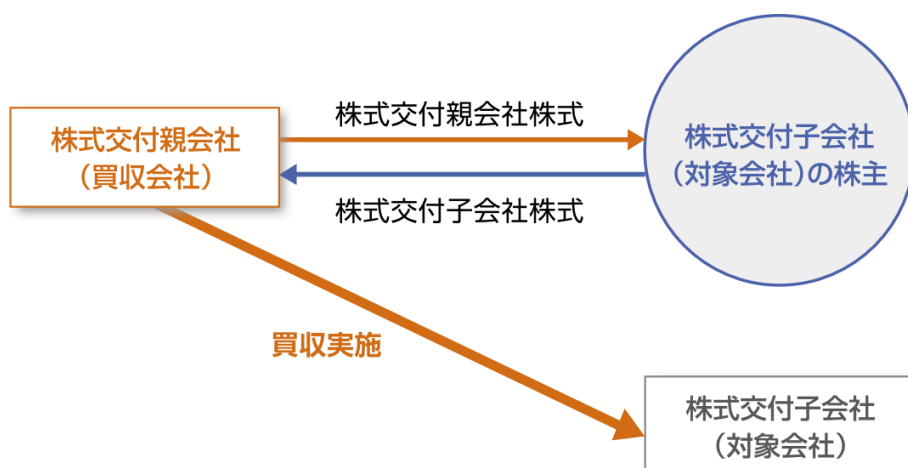 株式交付親会社
（買収会社）
株式交付親会社株式
株式交付子会社株式
株式交付子会社
（対象会社）の株主
買収実施
株式交付子会社
（対象会社）